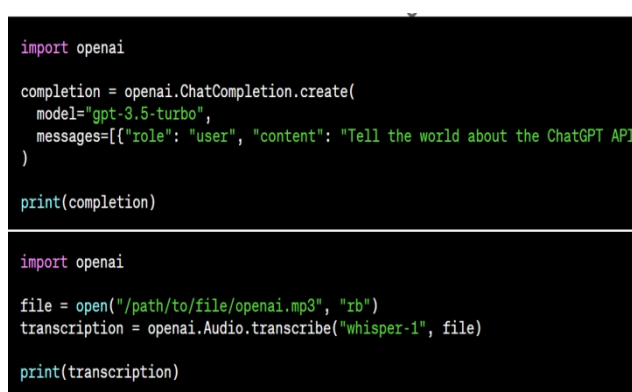 import openai
completion = openai.ChatCompletion.create(
model="gpt-3.5-turbo",
messages=[{"role": "user", "content": "Tell the world about the ChatGPT API
)
print(completion)
import openai
file = open("/path/to/file/openai.mp3", "rb")
transcription = openai.Audio.transcribe("whisper-1", file)
print(transcription)